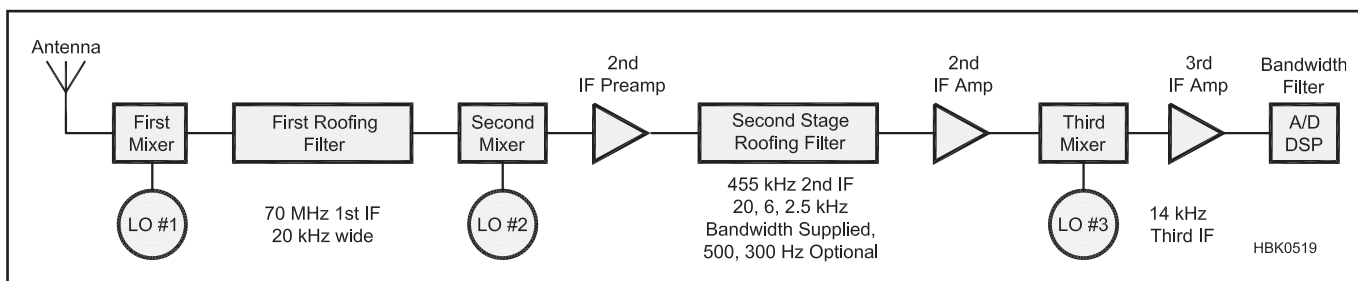 Antenna
First
Mixer
LO #1
First Roofing
Filter
70 MHz 1st IF
20 kHz wide
Second
Mixer
LO #2
2nd
IF Preamp
Second Stage
Roofing Filter
455 kHz 2nd IF
20, 6, 2.5 kHz
Bandwidth Supplied,
500, 300 Hz Optional
2nd
IF Amp
Third
Mixer
LO #3
3rd
IF Amp
14 kHz
Third IF
Bandwidth
Filter
A/D
DSP
HBK0519